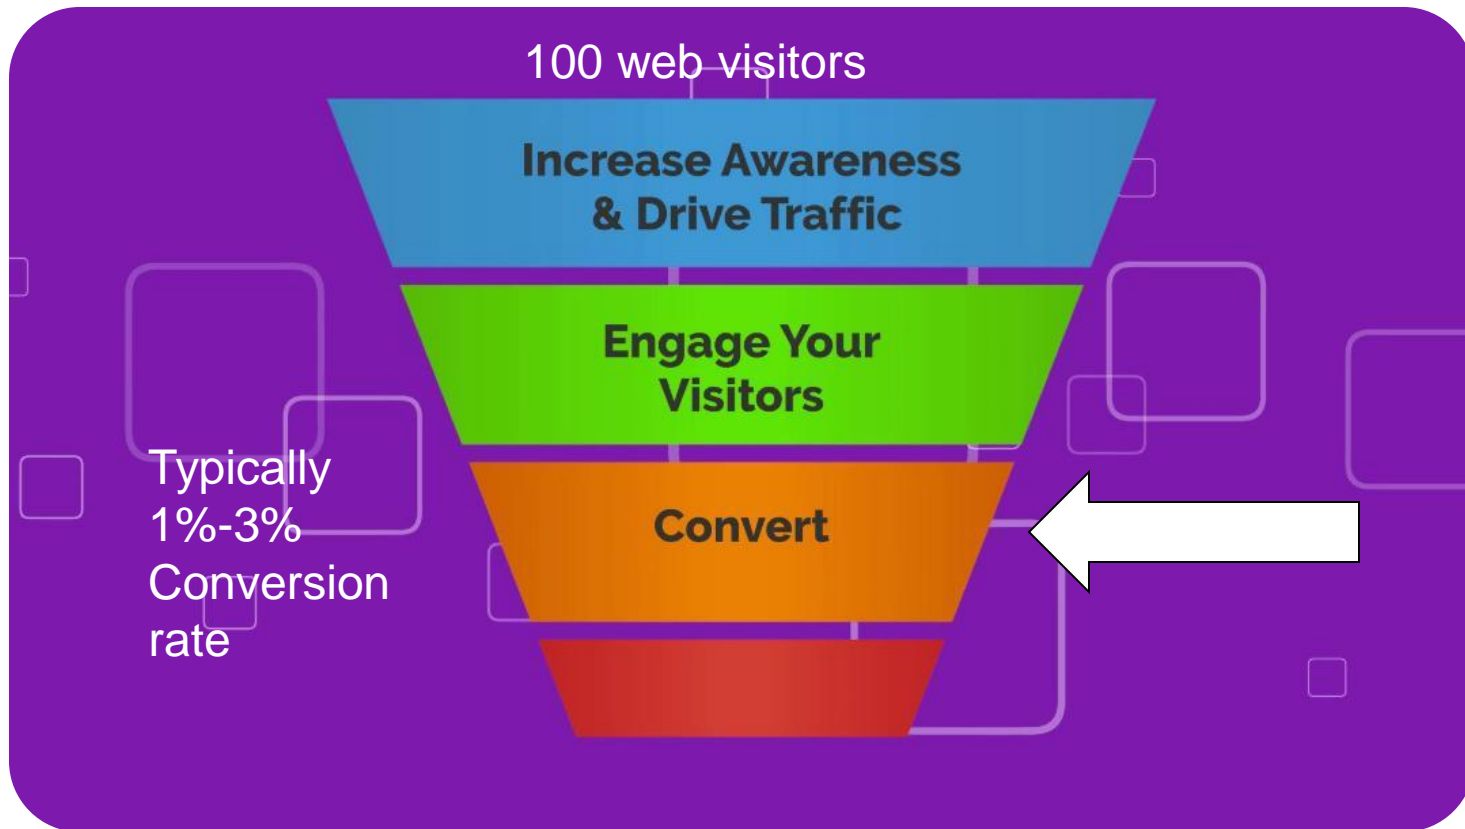 100 web visitors
Increase Awareness
& Drive Traffic
Engage Your
Visitors
Typically
1%-3%
Conversion
rate
Convert